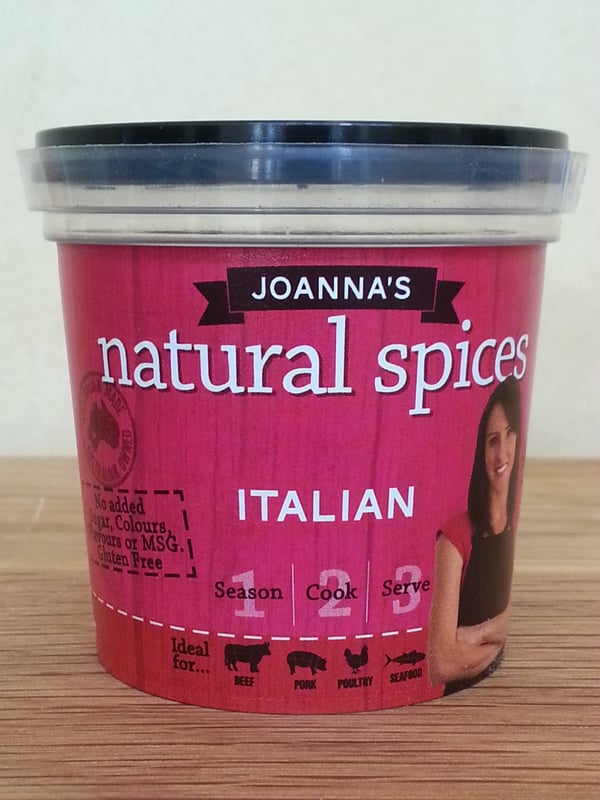 JOANNA'S
natural spices
ITALIAN
No added
Sugar, Colours,
Flavours or MSG.
Gluten Free
1 2 3
Season Cook Serve
Ideal
for...
BEEF
PORK
POULTRY
SEAFOOD